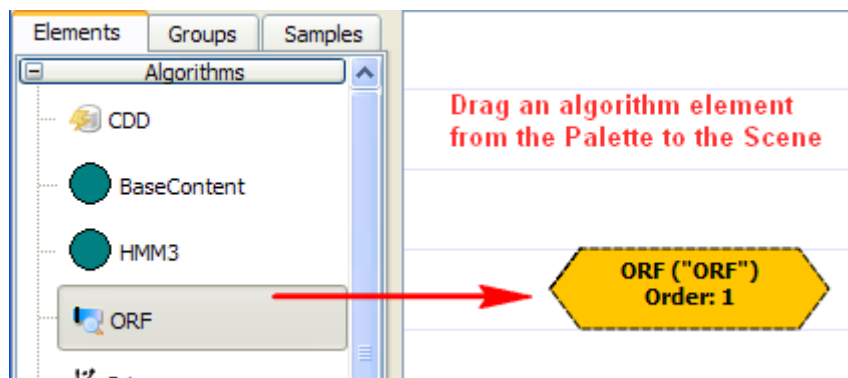 Elements Groups Samples
Algorithms
CDD
BaseContent
HMM3
ORF
Drag an algorithm element
from the Palette to the Scene
ORF ("ORF")
Order: 1